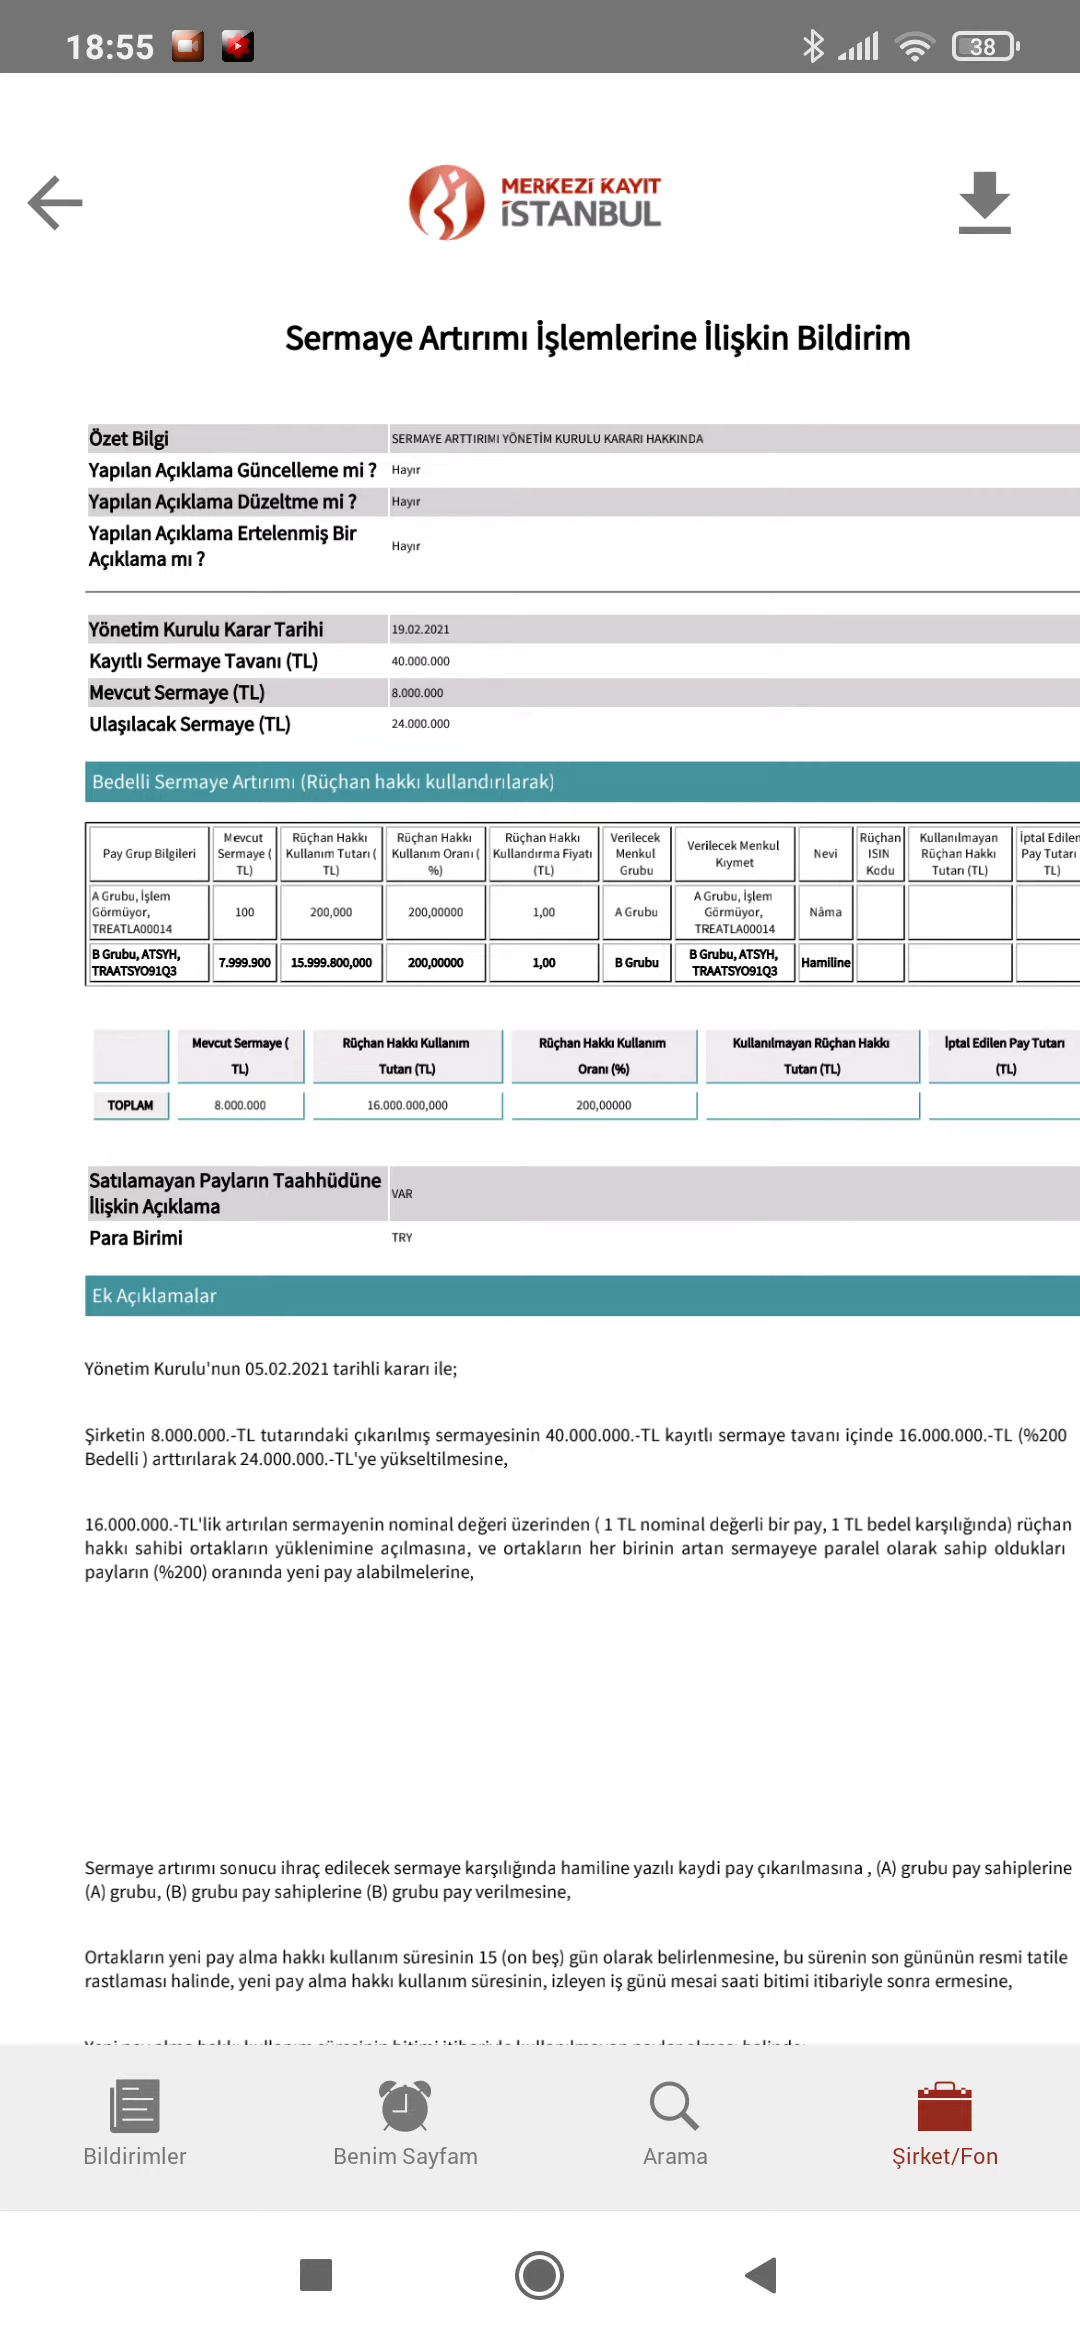 18:55
38
MERKEZİ KAYIT
İSTANBUL
Sermaye Artırımı İşlemlerine İlişkin Bildirim
Özet Bilgi SERMAYE ARTTIRIMI YÖNETİM KURULU KARARI HAKKINDA
Yapılan Açıklama Güncelleme mi ? Hayır
Yapılan Açıklama Düzeltme mi ? Hayır
Yapılan Açıklama Ertelenmiş Bir
Açıklama mı ? Hayır
Yönetim Kurulu Karar Tarihi 19.02.2021
Kayıtlı Sermaye Tavanı (TL) 40.000.000
Mevcut Sermaye (TL) 8.000.000
Ulaşılacak Sermaye (TL) 24.000.000
Bedelli Sermaye Artırımı (Rüçhan hakkı kullandırılarak)
Pay Grup Bilgileri Mevcut Sermaye ( TL) Rüçhan Hakkı Kullanım Tutarı ( TL) Rüçhan Hakkı Kullanım Oranı ( %) Rüçhan Hakkı Kullandırma Fiyatı (TL) Verilecek Menkul Grubu Verilecek Menkul Kıymet Nevi Rüçhan ISIN Kodu Kullanılmayan Rüçhan Hakkı Tutarı (TL) İptal Edilen Pay Tutarı TL)
A Grubu, İşlem Görmüyor, TREATLA00014 100 200,000 200,00000 1,00 A Grubu A Grubu, İşlem Görmüyor, TREATLA00014 Nâma
B Grubu, ATSYH, TRAATSYO91Q3 7.999.900 15.999.800,000 200,00000 1,00 B Grubu B Grubu, ATSYH, TRAATSYO91Q3 Hamiline
Mevcut Sermaye ( TL) Rüçhan Hakkı Kullanım Tutarı (TL) Rüçhan Hakkı Kullanım Oranı (%) Kullanılmayan Rüçhan Hakkı Tutarı (TL) İptal Edilen Pay Tutarı (TL)
TOPLAM 8.000.000 16.000.000,000 200,00000
Satılamayan Payların Taahhüdüne
İlişkin Açıklama VAR
Para Birimi TRY
Ek Açıklamalar
Yönetim Kurulu'nun 05.02.2021 tarihli kararı ile;
Şirketin 8.000.000.-TL tutarındaki çıkarılmış sermayesinin 40.000.000.-TL kayıtlı sermaye tavanı içinde 16.000.000.-TL (%200
Bedelli ) arttırılarak 24.000.000.-TL'ye yükseltilmesine,
16.000.000.-TL'lik artırılan sermayenin nominal değeri üzerinden ( 1 TL nominal değerli bir pay, 1 TL bedel karşılığında) rüçhan
hakkı sahibi ortakların yüklenimine açılmasına, ve ortakların her birinin artan sermayeye paralel olarak sahip oldukları
payların (%200) oranında yeni pay alabilmelerine,
Sermaye artırımı sonucu ihraç edilecek sermaye karşılığında hamiline yazılı kaydi pay çıkarılmasına , (A) grubu pay sahiplerine
(A) grubu, (B) grubu pay sahiplerine (B) grubu pay verilmesine,
Ortakların yeni pay alma hakkı kullanım süresinin 15 (on beş) gün olarak belirlenmesine, bu sürenin son gününün resmi tatile
rastlaması halinde, yeni pay alma hakkı kullanım süresinin, izleyen iş günü mesai saati bitimi itibariyle sonra ermesine,
Bildirimler
Benim Sayfam
Arama
Şirket/Fon